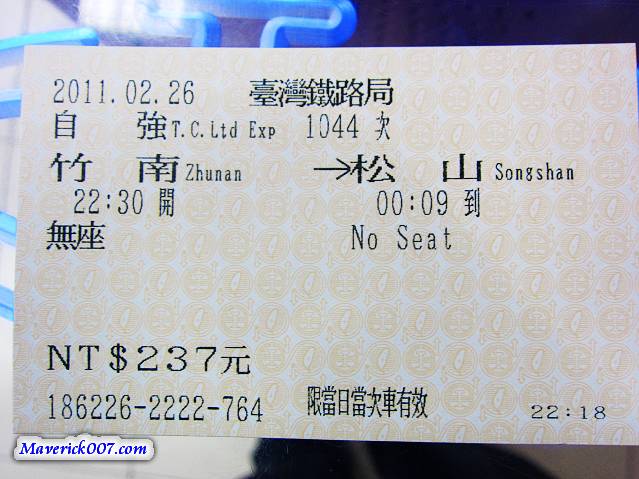 2011.02.26 臺灣鐵路局
自 強 T.C.Ltd Exp 1044 次
竹 南 Zhunan →松 山 Songshan
22:30 開 00:09 到
無座 No Seat
NT$237元
186226-2222-764 限當日當次車有效 22:18
Maverick007.com